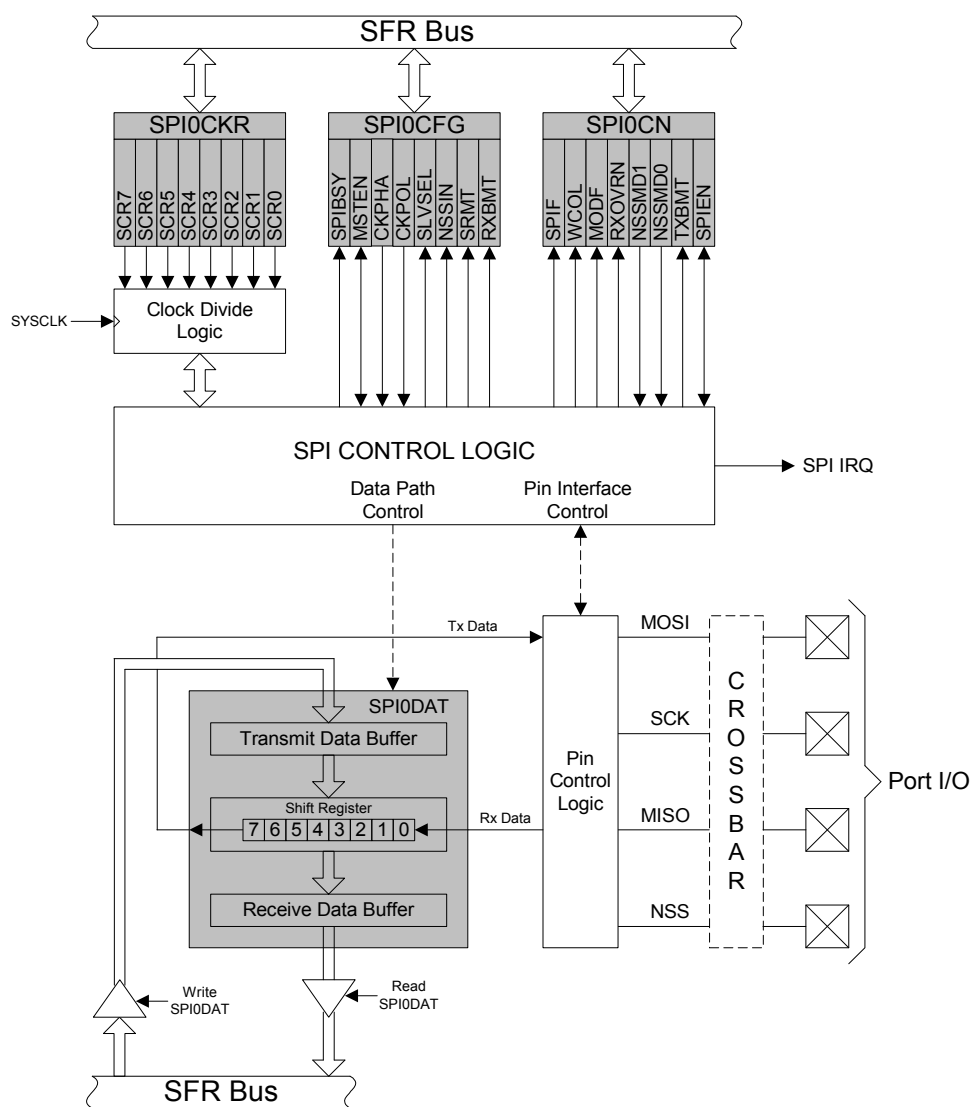 SFR Bus
SPI0CKR
SCR7
SCR6
SCR5
SCR4
SCR3
SCR2
SCR1
SCR0
SPI0CFG
SPIBSY
MSTEN
CKPHA
CKPOL
SLVSEL
NSSIN
SRMT
RXBMT
SPI0CN
SPIF
WCOL
MODF
RXOVRN
NSSMD1
NSSMD0
TXBMT
SPIEN
SYSCLK
Clock Divide
Logic
SPI CONTROL LOGIC
Data Path
Control
Pin Interface
Control
SPI IRQ
Tx Data
SPI0DAT
Transmit Data Buffer
Shift Register
7 6 5 4 3 2 1 0
Rx Data
Receive Data Buffer
Pin
Control
Logic
MOSI
SCK
MISO
NSS
CROSSBAR
Port I/O
Write
SPI0DAT
Read
SPI0DAT
SFR Bus